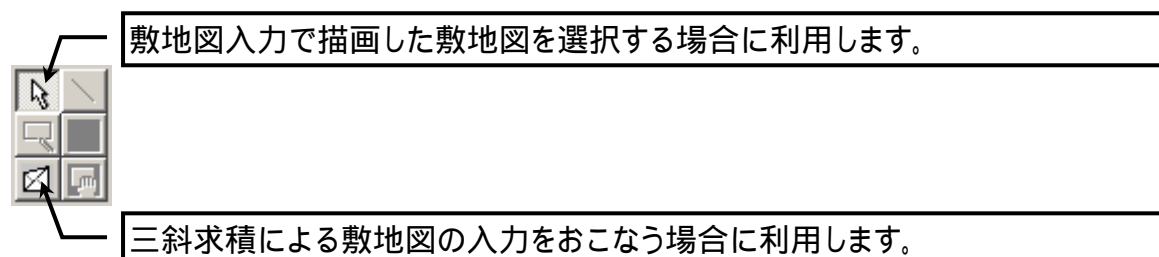 敷地図入力で描画した敷地図を選択する場合に利用します。
三斜求積による敷地図の入力をおこなう場合に利用します。